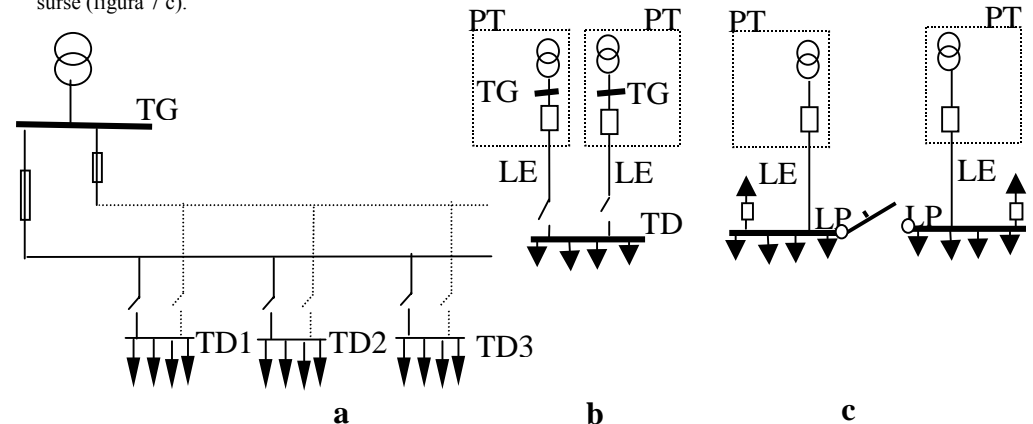 surse (figura 7 c).
PT PT PT PT
TG
TG TG
LE LE LE LE
LP LP
TD
TD1 TD2 TD3
a b c